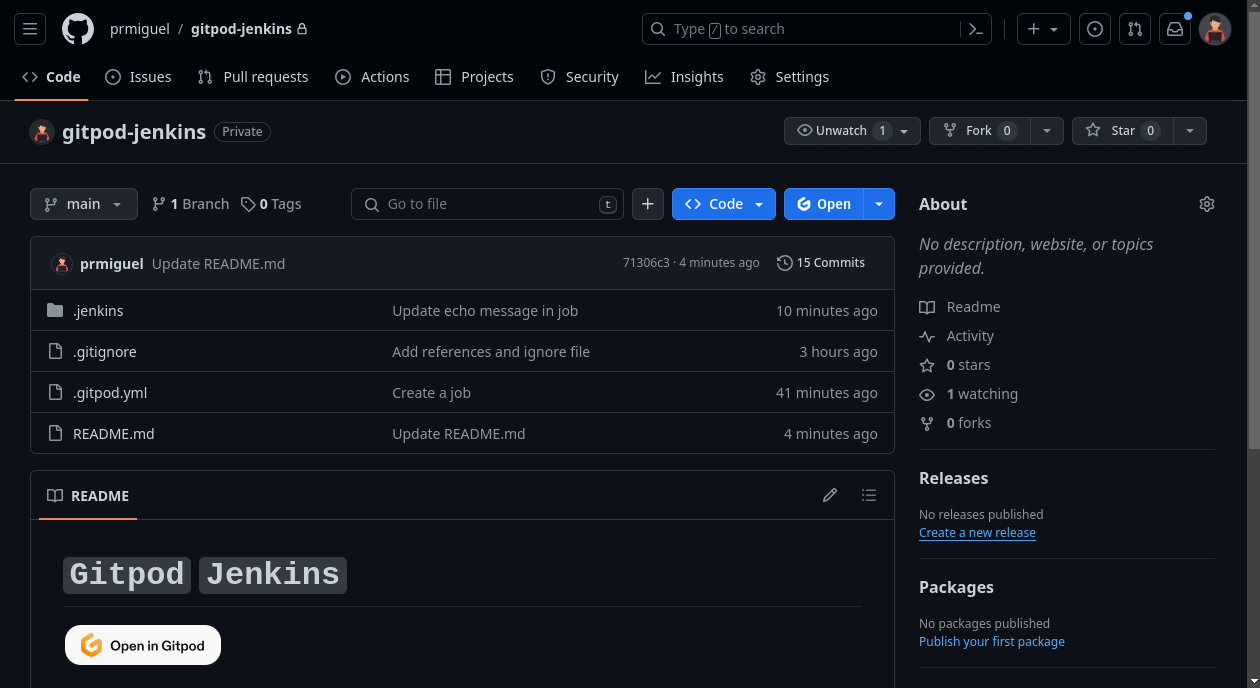 prmiguel / gitpod-jenkins
Type / to search
Code Issues Pull requests Actions Projects Security Insights Settings
gitpod-jenkins Private
Unwatch 1 Fork 0 Star 0
main 1 Branch 0 Tags Go to file t + Code Open
prmiguel Update README.md 71306c3 · 4 minutes ago 15 Commits
.jenkins Update echo message in job 10 minutes ago
.gitignore Add references and ignore file 3 hours ago
.gitpod.yml Create a job 41 minutes ago
README.md Update README.md 4 minutes ago
README
Gitpod Jenkins
Open in Gitpod
About
No description, website, or topics
provided.
Readme
Activity
0 stars
1 watching
0 forks
Releases
No releases published
Create a new release
Packages
No packages published
Publish your first package